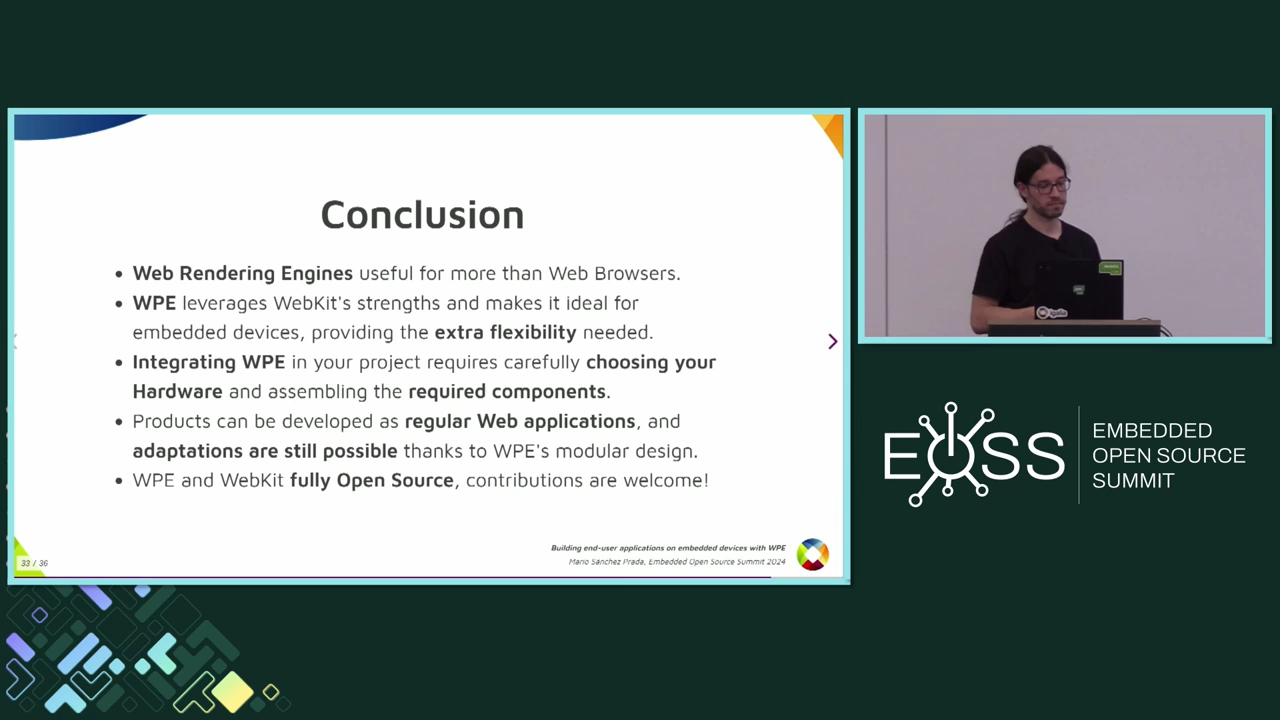 Conclusion
Web Rendering Engines useful for more than Web Browsers.
WPE leverages WebKit's strengths and makes it ideal for
embedded devices, providing the extra flexibility needed.
Integrating WPE in your project requires carefully choosing your
Hardware and assembling the required components.
Products can be developed as regular Web applications, and
adaptations are still possible thanks to WPE's modular design.
WPE and WebKit fully Open Source, contributions are welcome!
33 / 36
Building end-user applications on embedded devices with WPE
Mario Sánchez Prada, Embedded Open Source Summit 2024
EOSS
EMBEDDED
OPEN SOURCE
SUMMIT